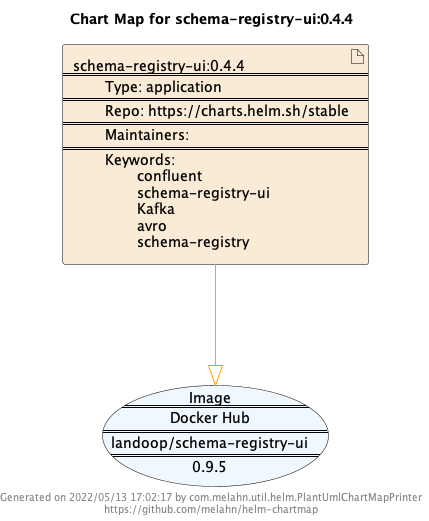 Chart Map for schema-registry-ui:0.4.4
schema-registry-ui:0.4.4
Type: application
Repo: https://charts.helm.sh/stable
Maintainers:
Keywords:
confluent
schema-registry-ui
Kafka
avro
schema-registry
Image
Docker Hub
landoop/schema-registry-ui
0.9.5
Generated on 2022/05/13 17:02:17 by com.melahn.util.helm.PlantUmlChartMapPrinter
https://github.com/melahn/helm-chartmap